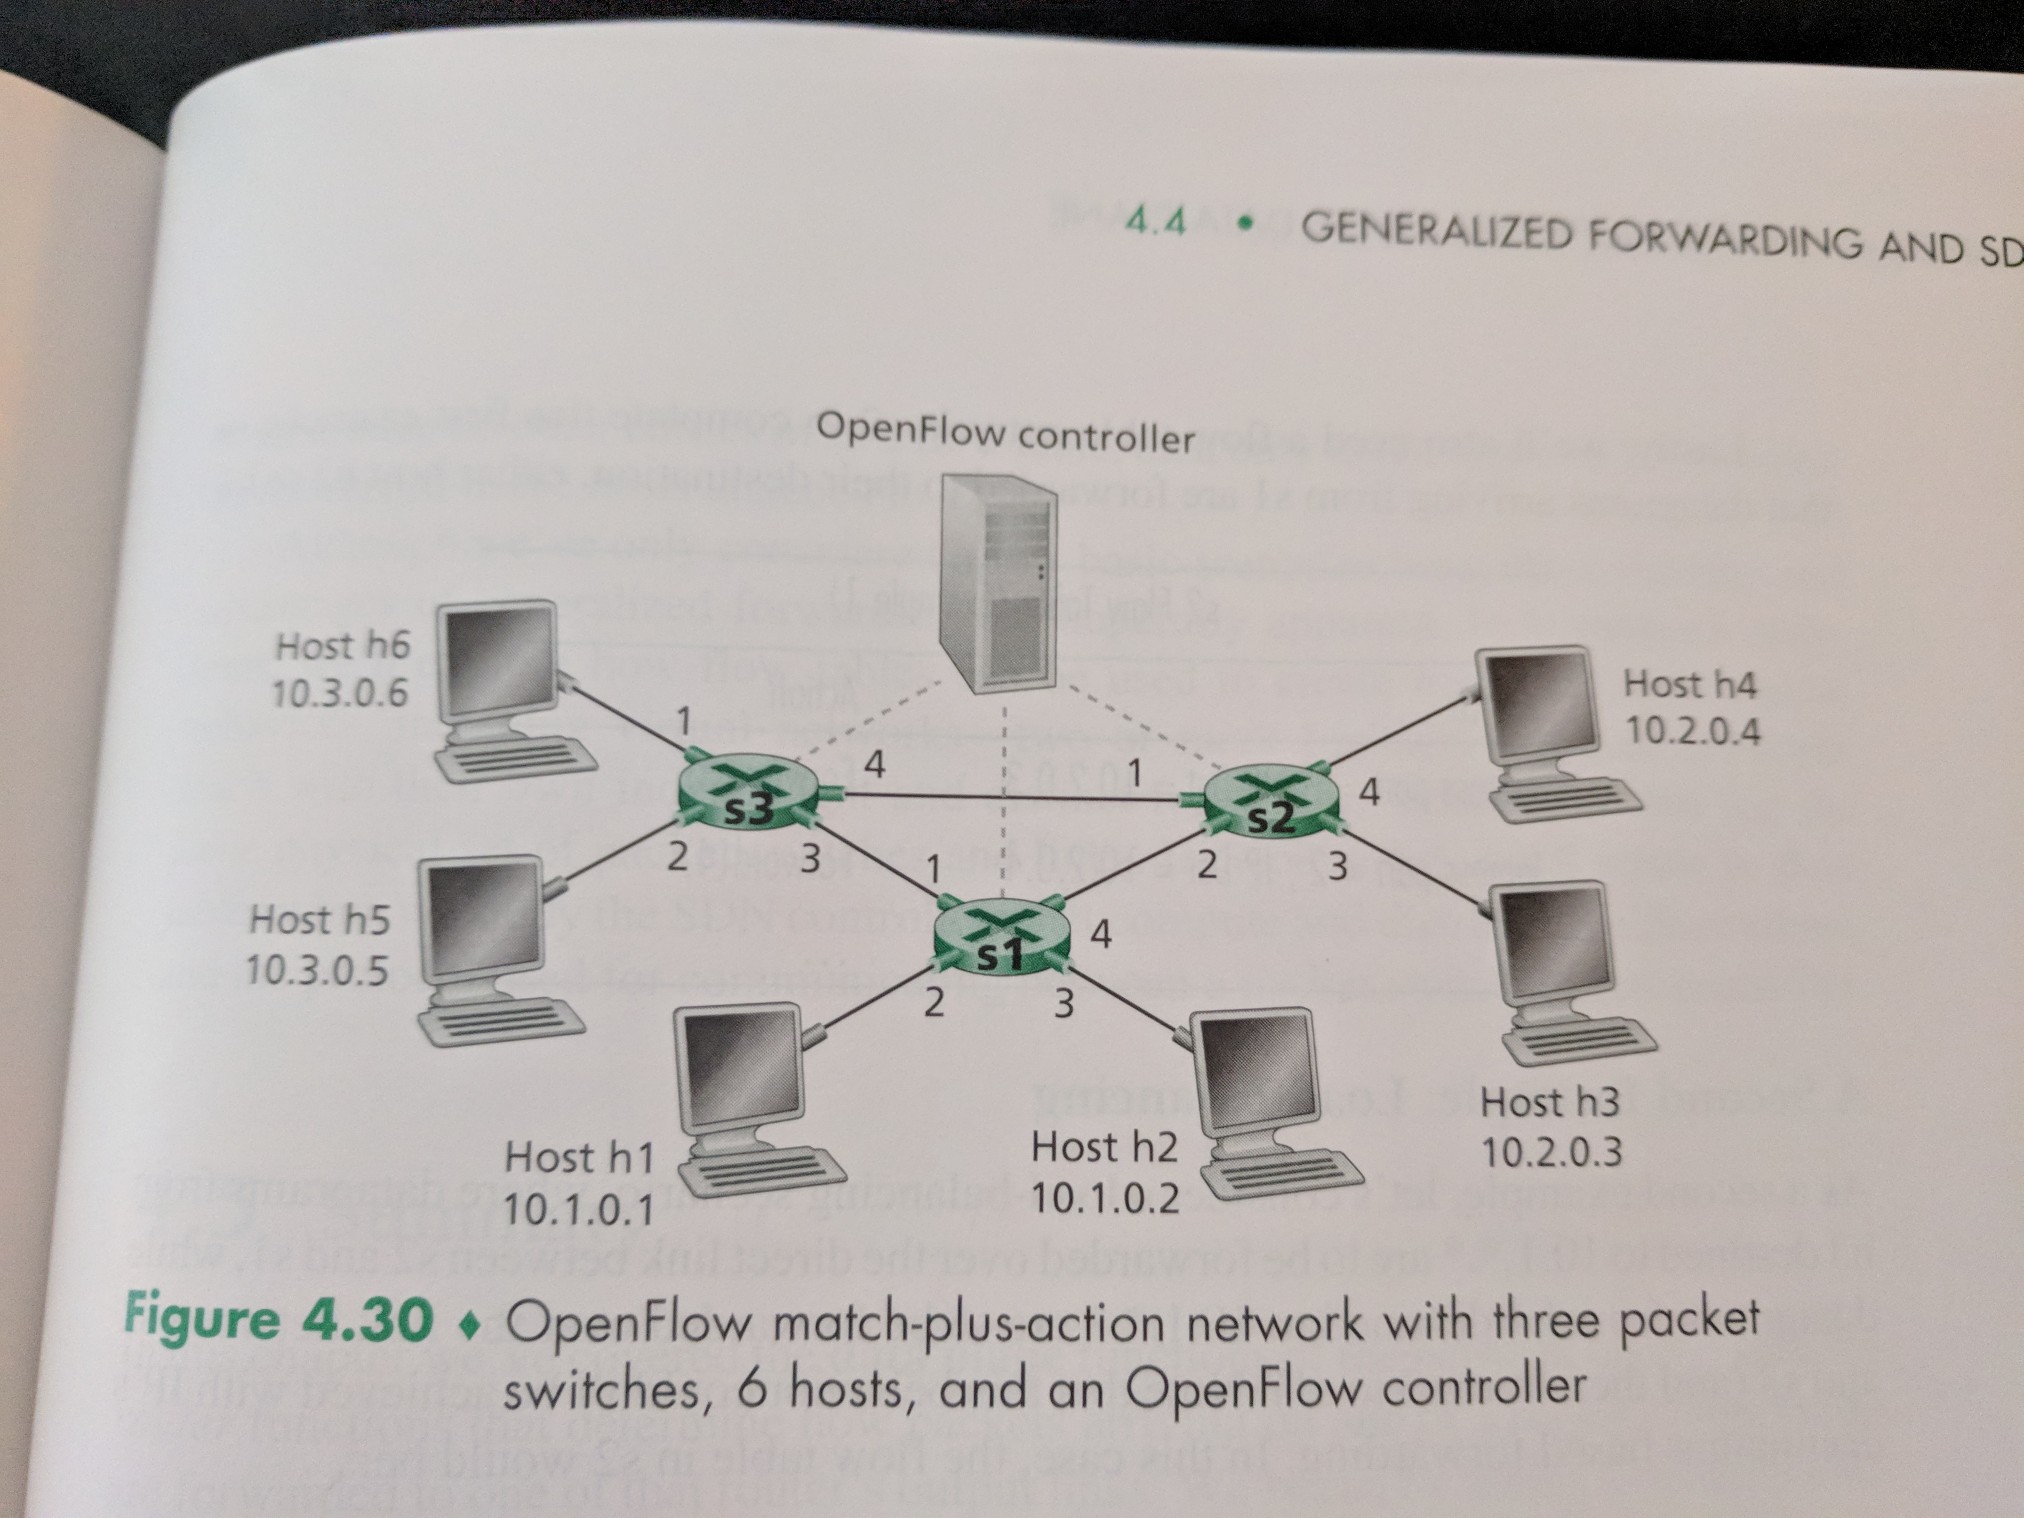 4.4 • GENERALIZED FORWARDING AND SD
OpenFlow controller
Host h6
10.3.0.6
Host h4
10.2.0.4
1
4
1
4
s3
s2
2
3
1
2
3
Host h5
10.3.0.5
s1
4
2
3
Host h3
10.2.0.3
Host h1
10.1.0.1
Host h2
10.1.0.2
Figure 4.30 ♦ OpenFlow match-plus-action network with three packet
switches, 6 hosts, and an OpenFlow controller